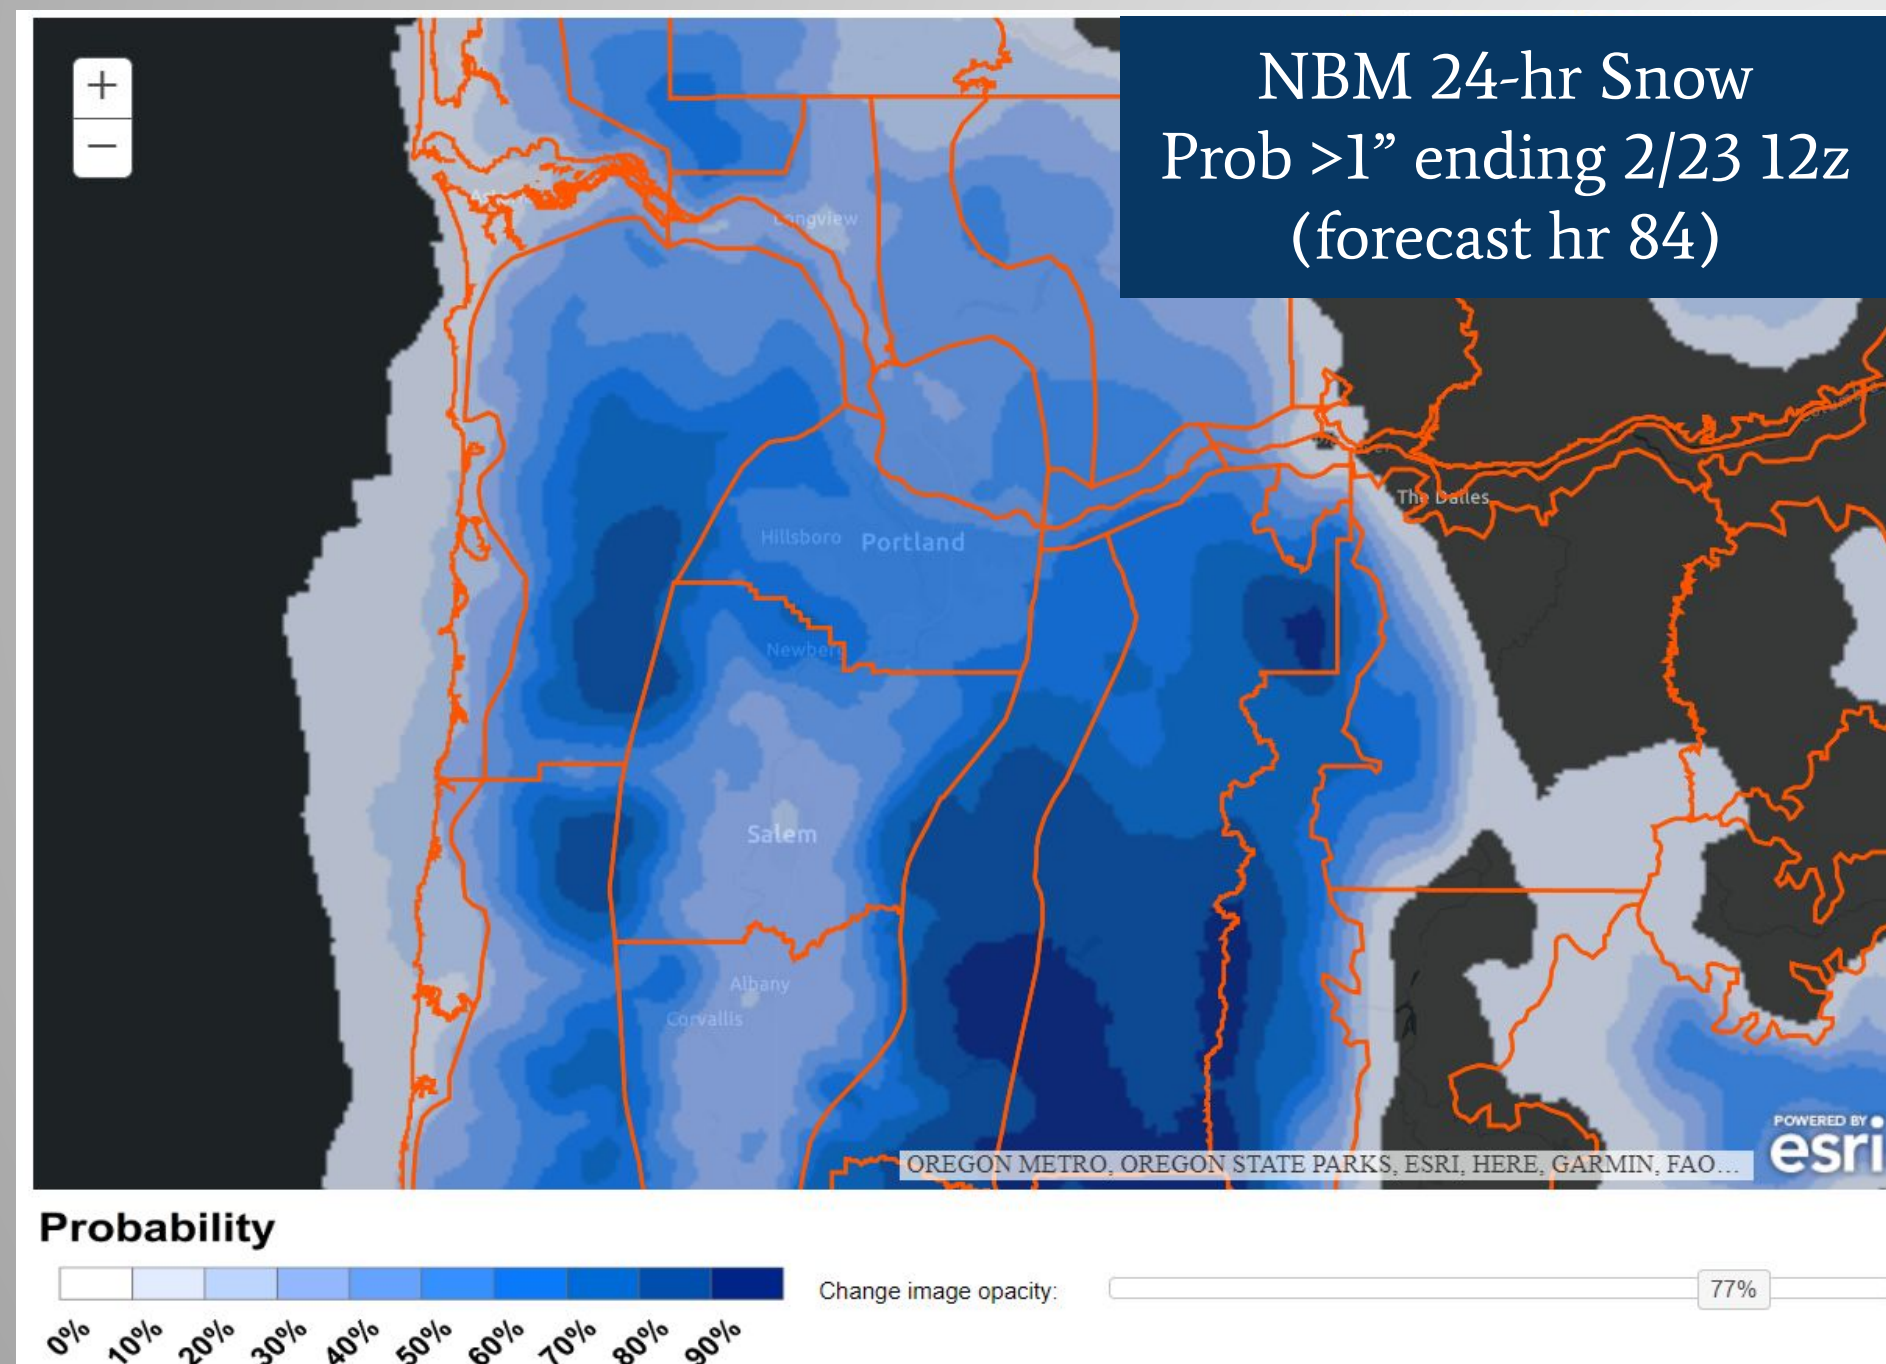 +
−
NBM 24-hr Snow
Prob >1” ending 2/23 12z
(forecast hr 84)
Longview
The Dalles
Hillsboro
Portland
Newberg
Salem
Albany
Corvallis
POWERED BY
esri
OREGON METRO, OREGON STATE PARKS, ESRI, HERE, GARMIN, FAO…
Probability
0% 10% 20% 30% 40% 50% 60% 70% 80% 90%
Change image opacity:
77%